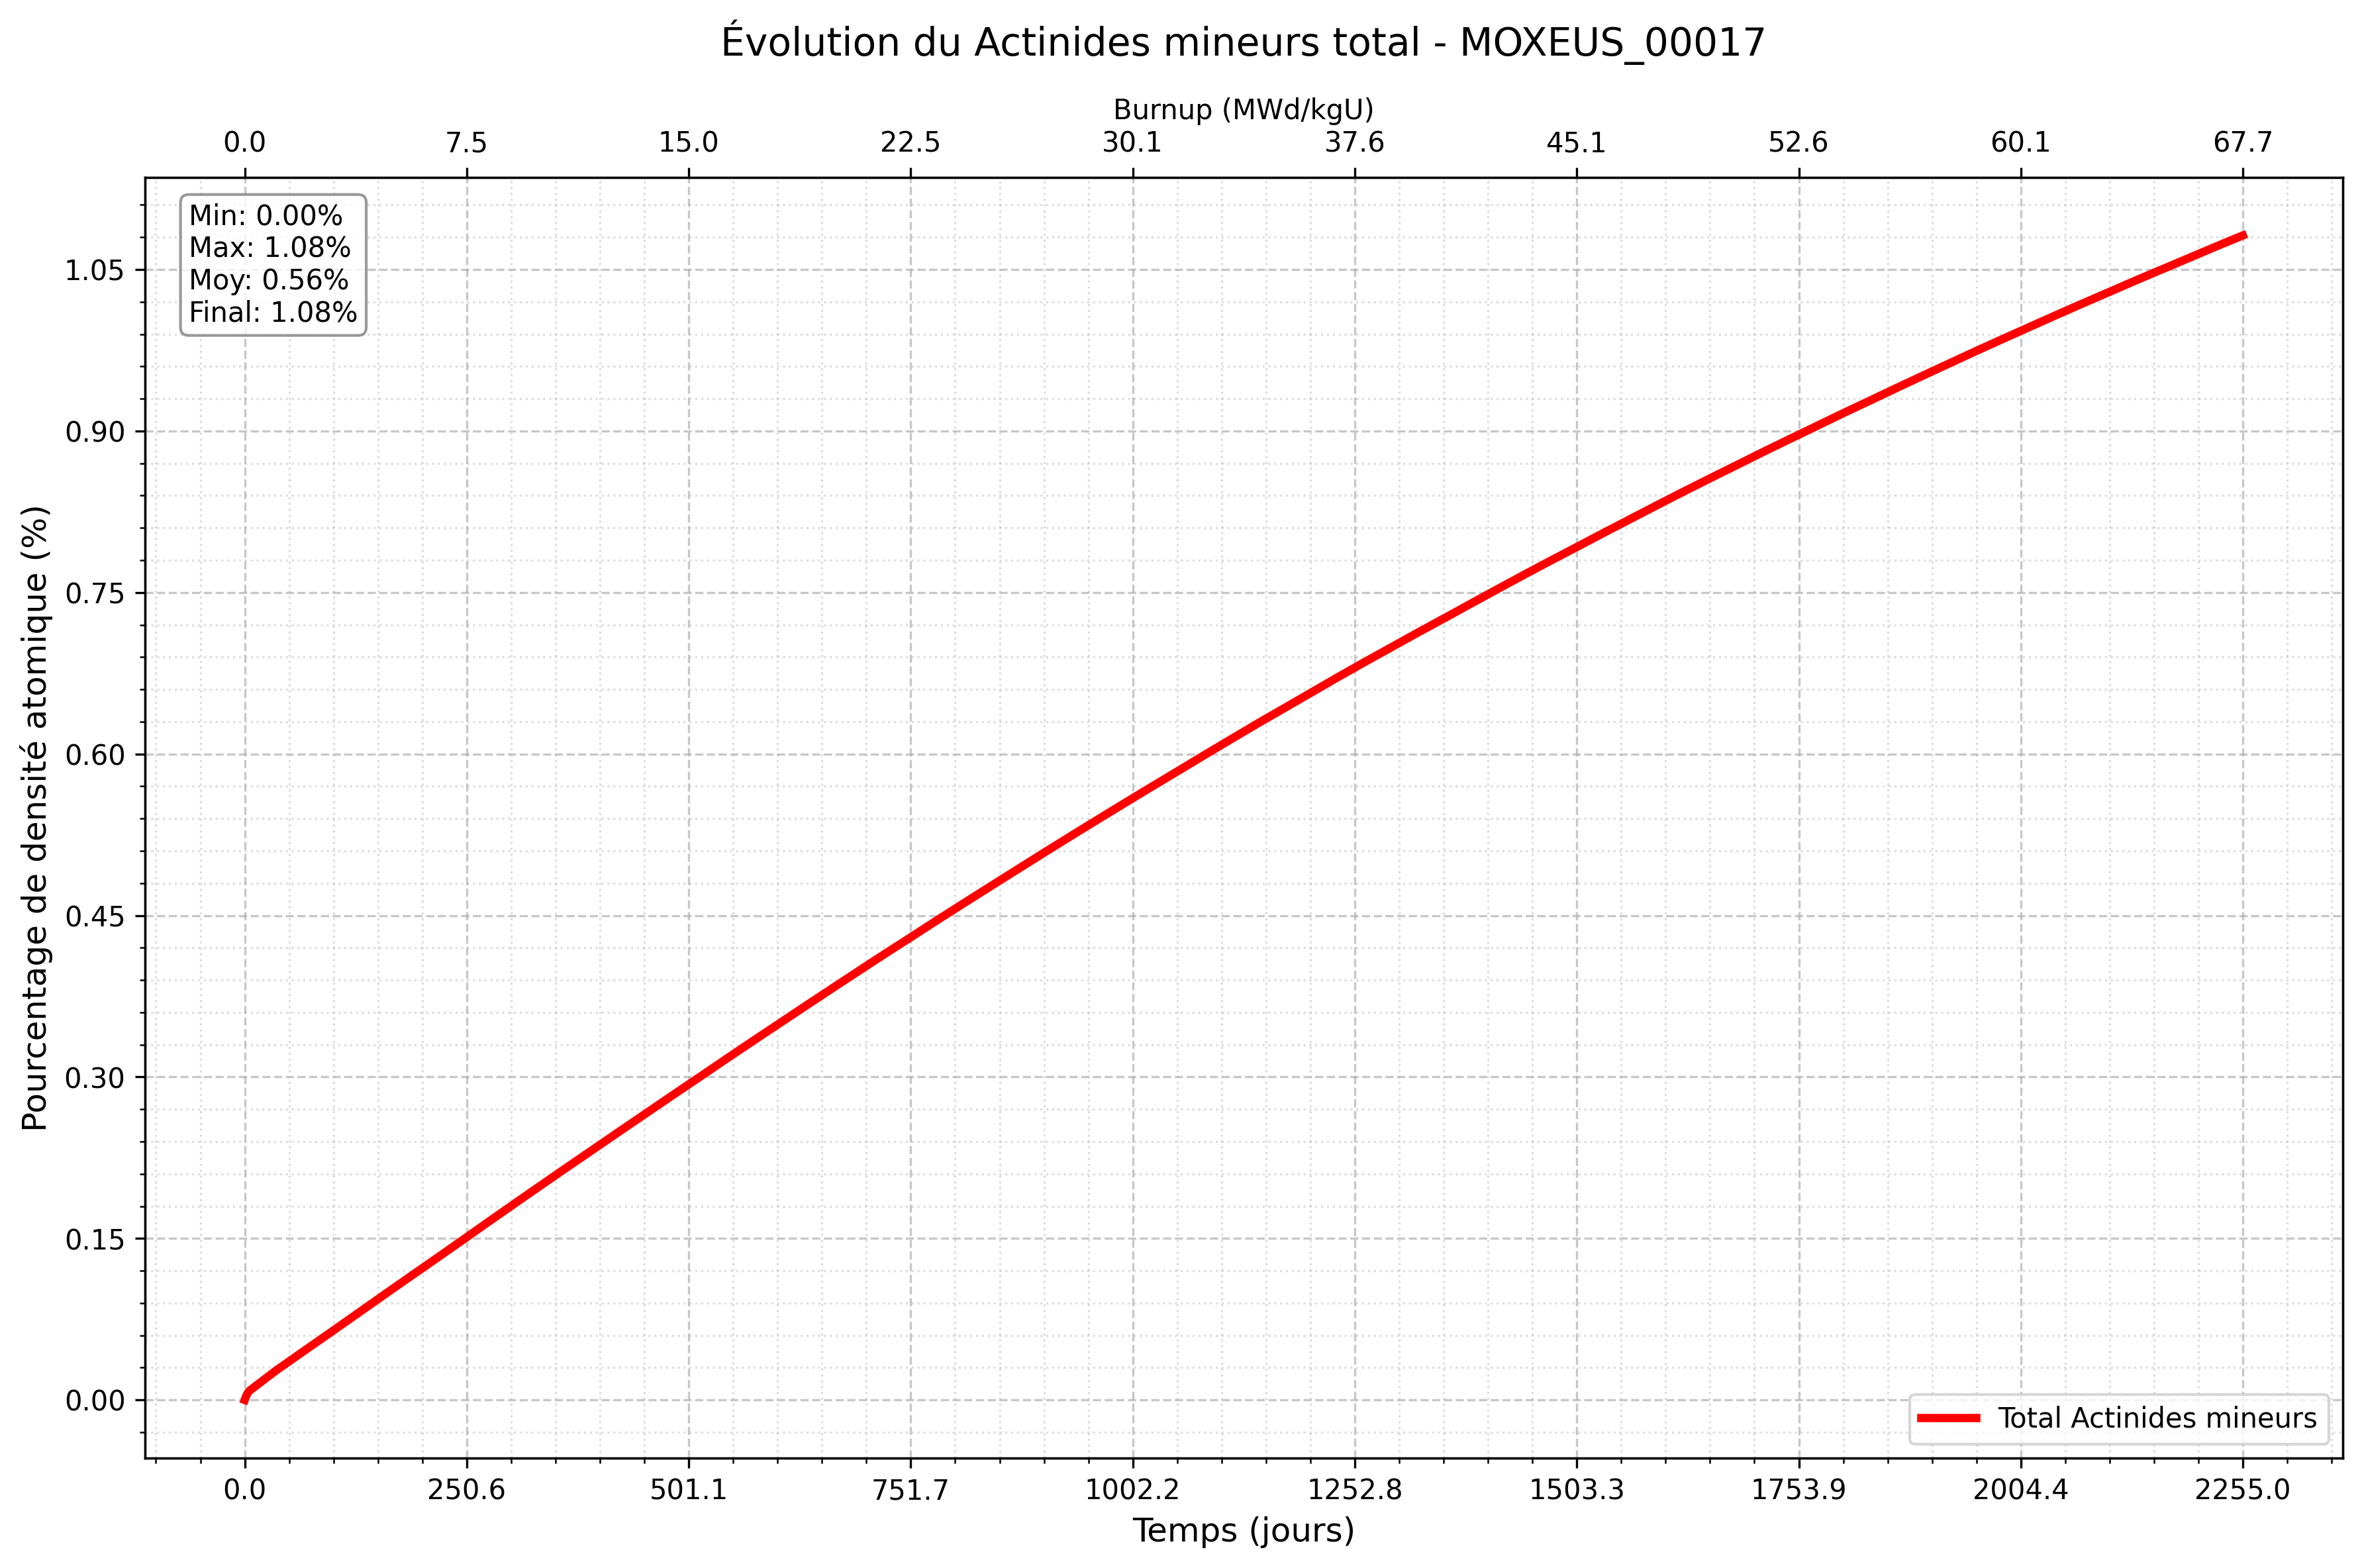 Évolution du Actinides mineurs total - MOXEUS_00017
Burnup (MWd/kgU)
0.0 7.5 15.0 22.5 30.1 37.6 45.1 52.6 60.1 67.7
Min: 0.00%
Max: 1.08%
Moy: 0.56%
Final: 1.08%
Pourcentage de densité atomique (%)
1.05
0.90
0.75
0.60
0.45
0.30
0.15
0.00
Total Actinides mineurs
0.0 250.6 501.1 751.7 1002.2 1252.8 1503.3 1753.9 2004.4 2255.0
Temps (jours)